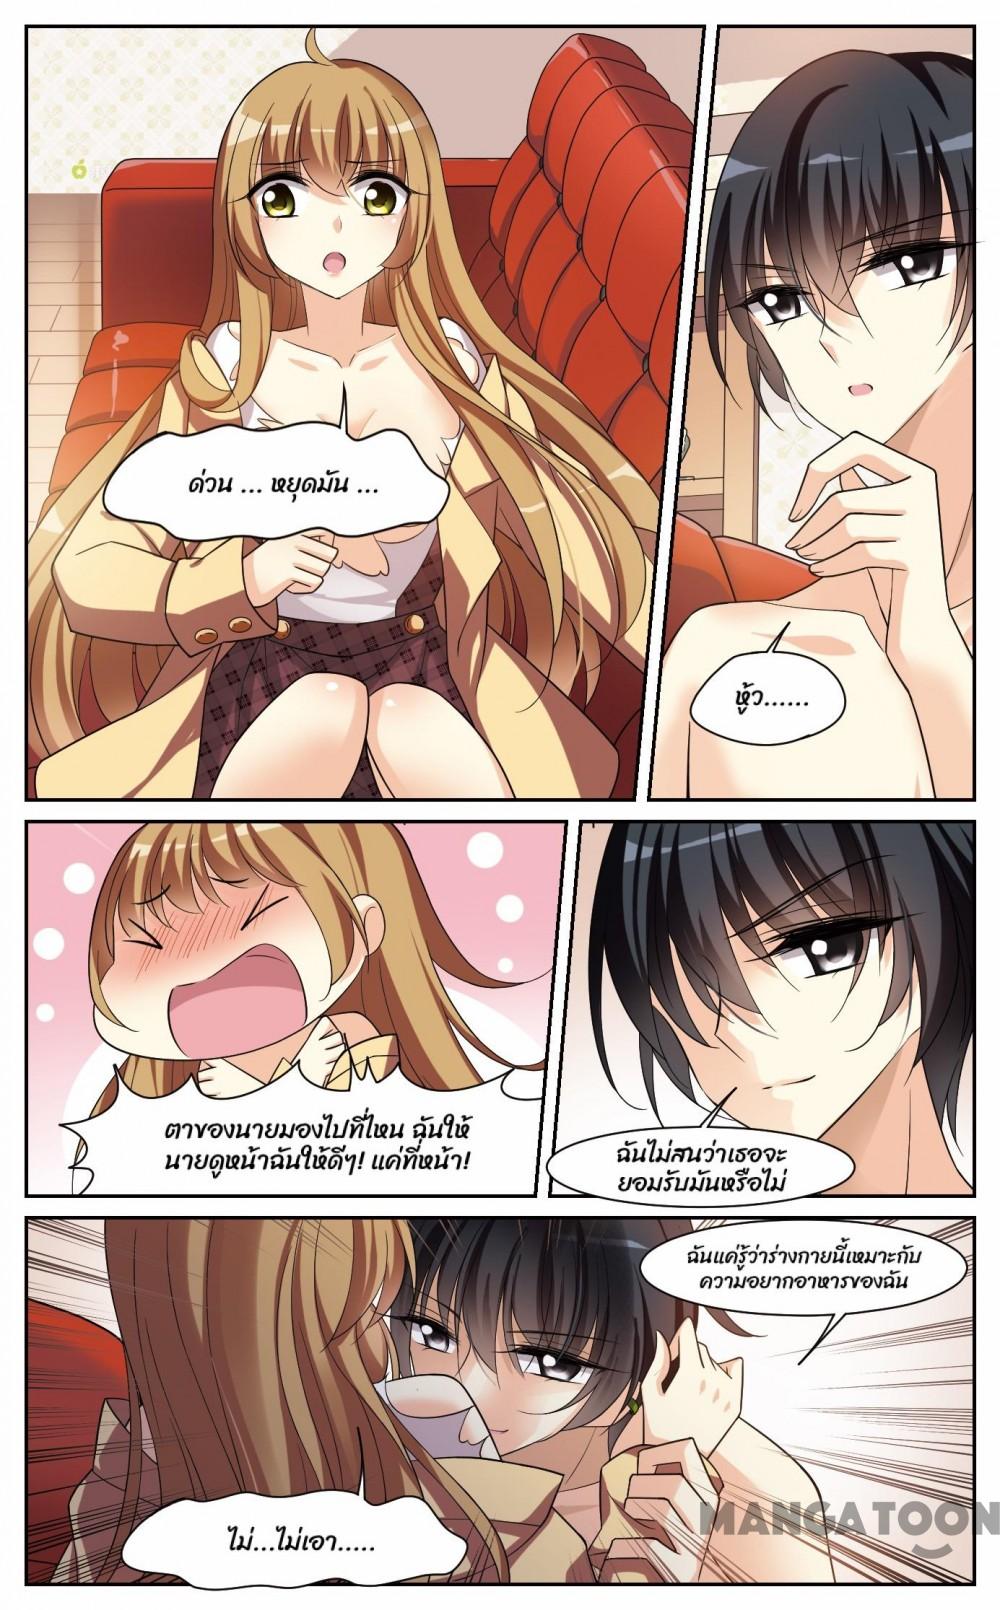 ด่วน ... หยุดมัน ...
หู้ว......
ตาของนายมองไปที่ไหน ฉันให้
นายดูหน้าฉันให้ดีๆ! แค่ที่หน้า!
ฉันไม่สนว่าเธอจะ
ยอมรับมันหรือไม่
ฉันแค่รู้ว่าร่างกายนี้เหมาะกับ
ความอยากอาหารของฉัน
ไม่...ไม่เอา.....
MANGATOON